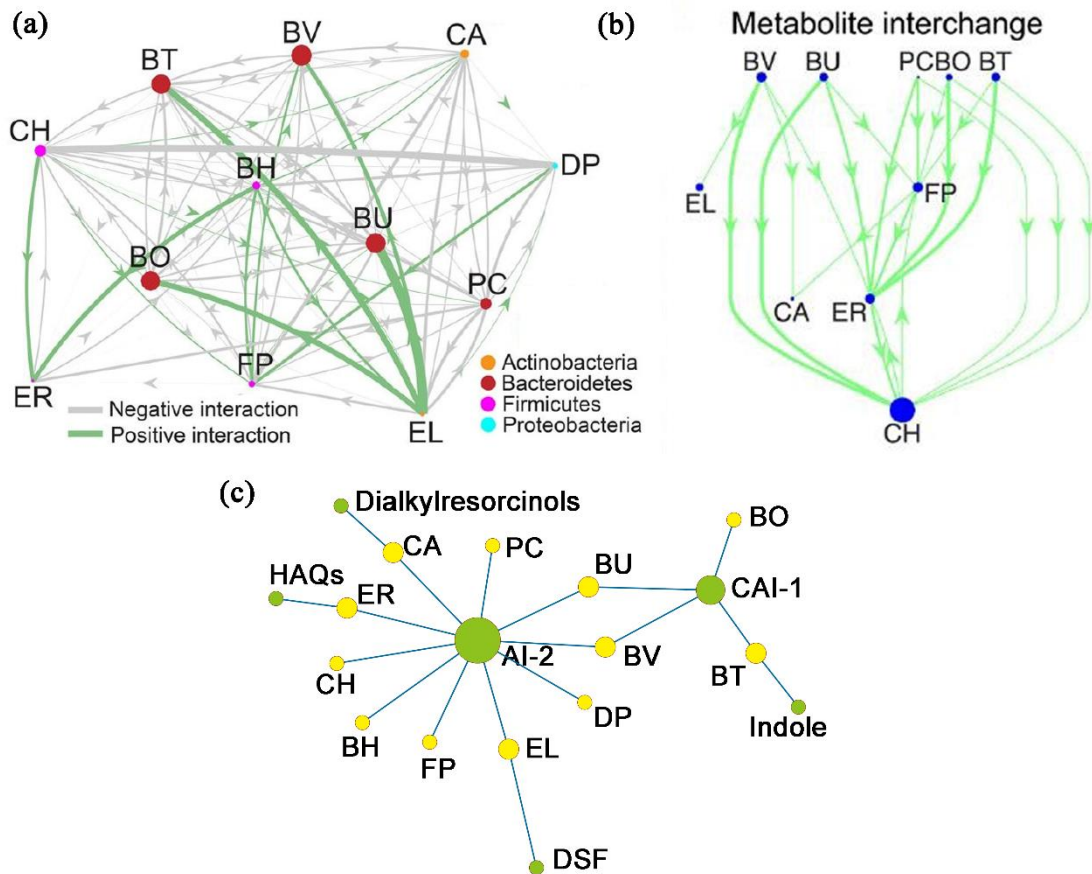 (a)
BV
CA
BT
CH
BH
DP
BU
BO
PC
FP
ER
EL
Negative interaction
Positive interaction
Actinobacteria
Bacteroidetes
Firmicutes
Proteobacteria
(b)
Metabolite interchange
BV BU PC BO BT
EL
FP
CA
ER
CH
(c)
Dialkylresorcinols
CA
PC
BO
BU
CAI-1
HAQs
ER
AI-2
BV
BT
CH
DP
Indole
BH
FP
EL
DSF